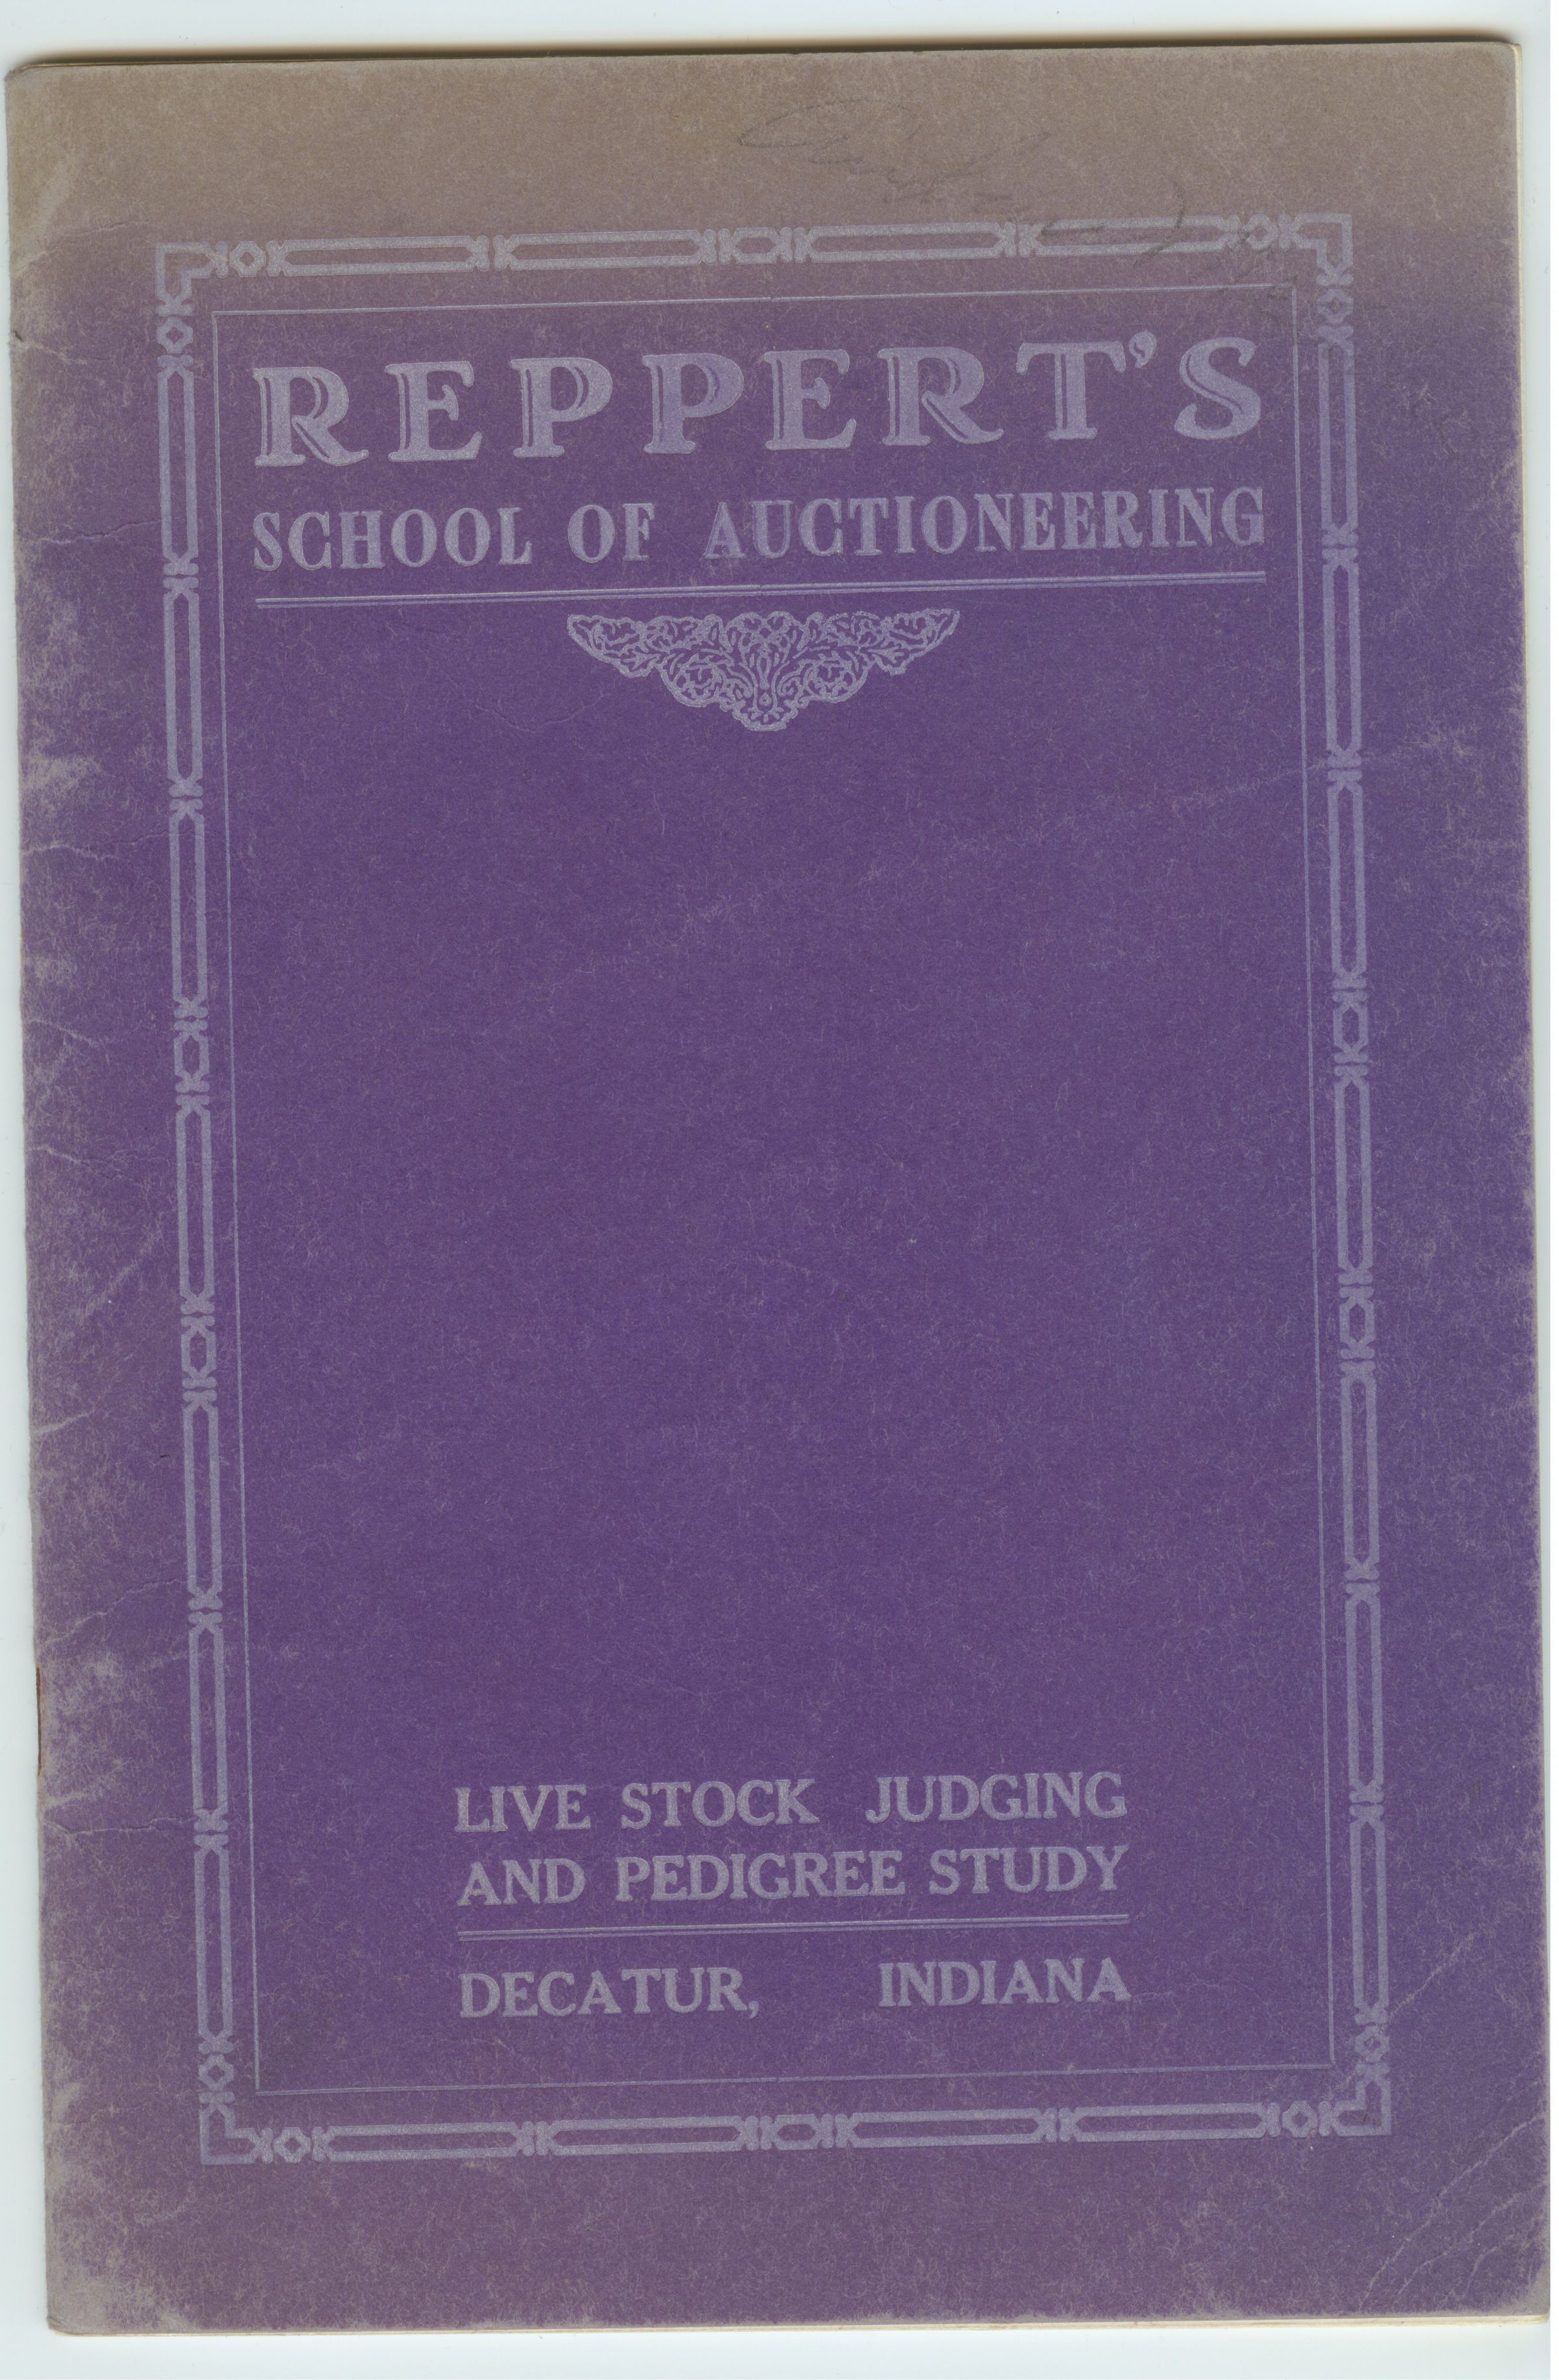 REPPERT'S
SCHOOL OF AUCTIONEERING
LIVE STOCK JUDGING
AND PEDIGREE STUDY
DECATUR, INDIANA